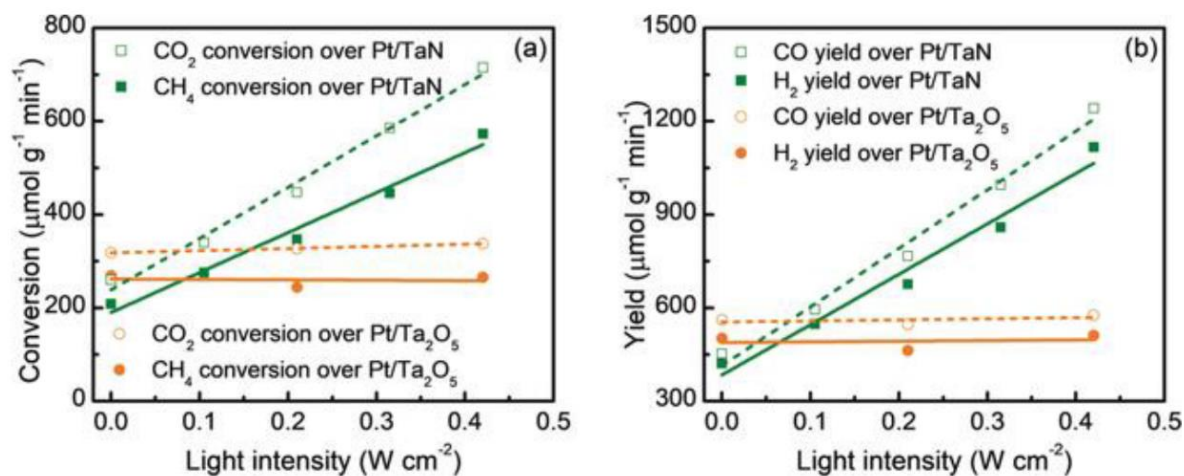 (a)
CO₂ conversion over Pt/TaN
CH₄ conversion over Pt/TaN
CO₂ conversion over Pt/Ta₂O₅
CH₄ conversion over Pt/Ta₂O₅
Conversion (μmol g⁻¹ min⁻¹)
800
600
400
200
0
0.0 0.1 0.2 0.3 0.4 0.5
Light intensity (W cm⁻²)
(b)
CO yield over Pt/TaN
H₂ yield over Pt/TaN
CO yield over Pt/Ta₂O₅
H₂ yield over Pt/Ta₂O₅
Yield (μmol g⁻¹ min⁻¹)
1500
1200
900
600
300
0.0 0.1 0.2 0.3 0.4 0.5
Light intensity (W cm⁻²)